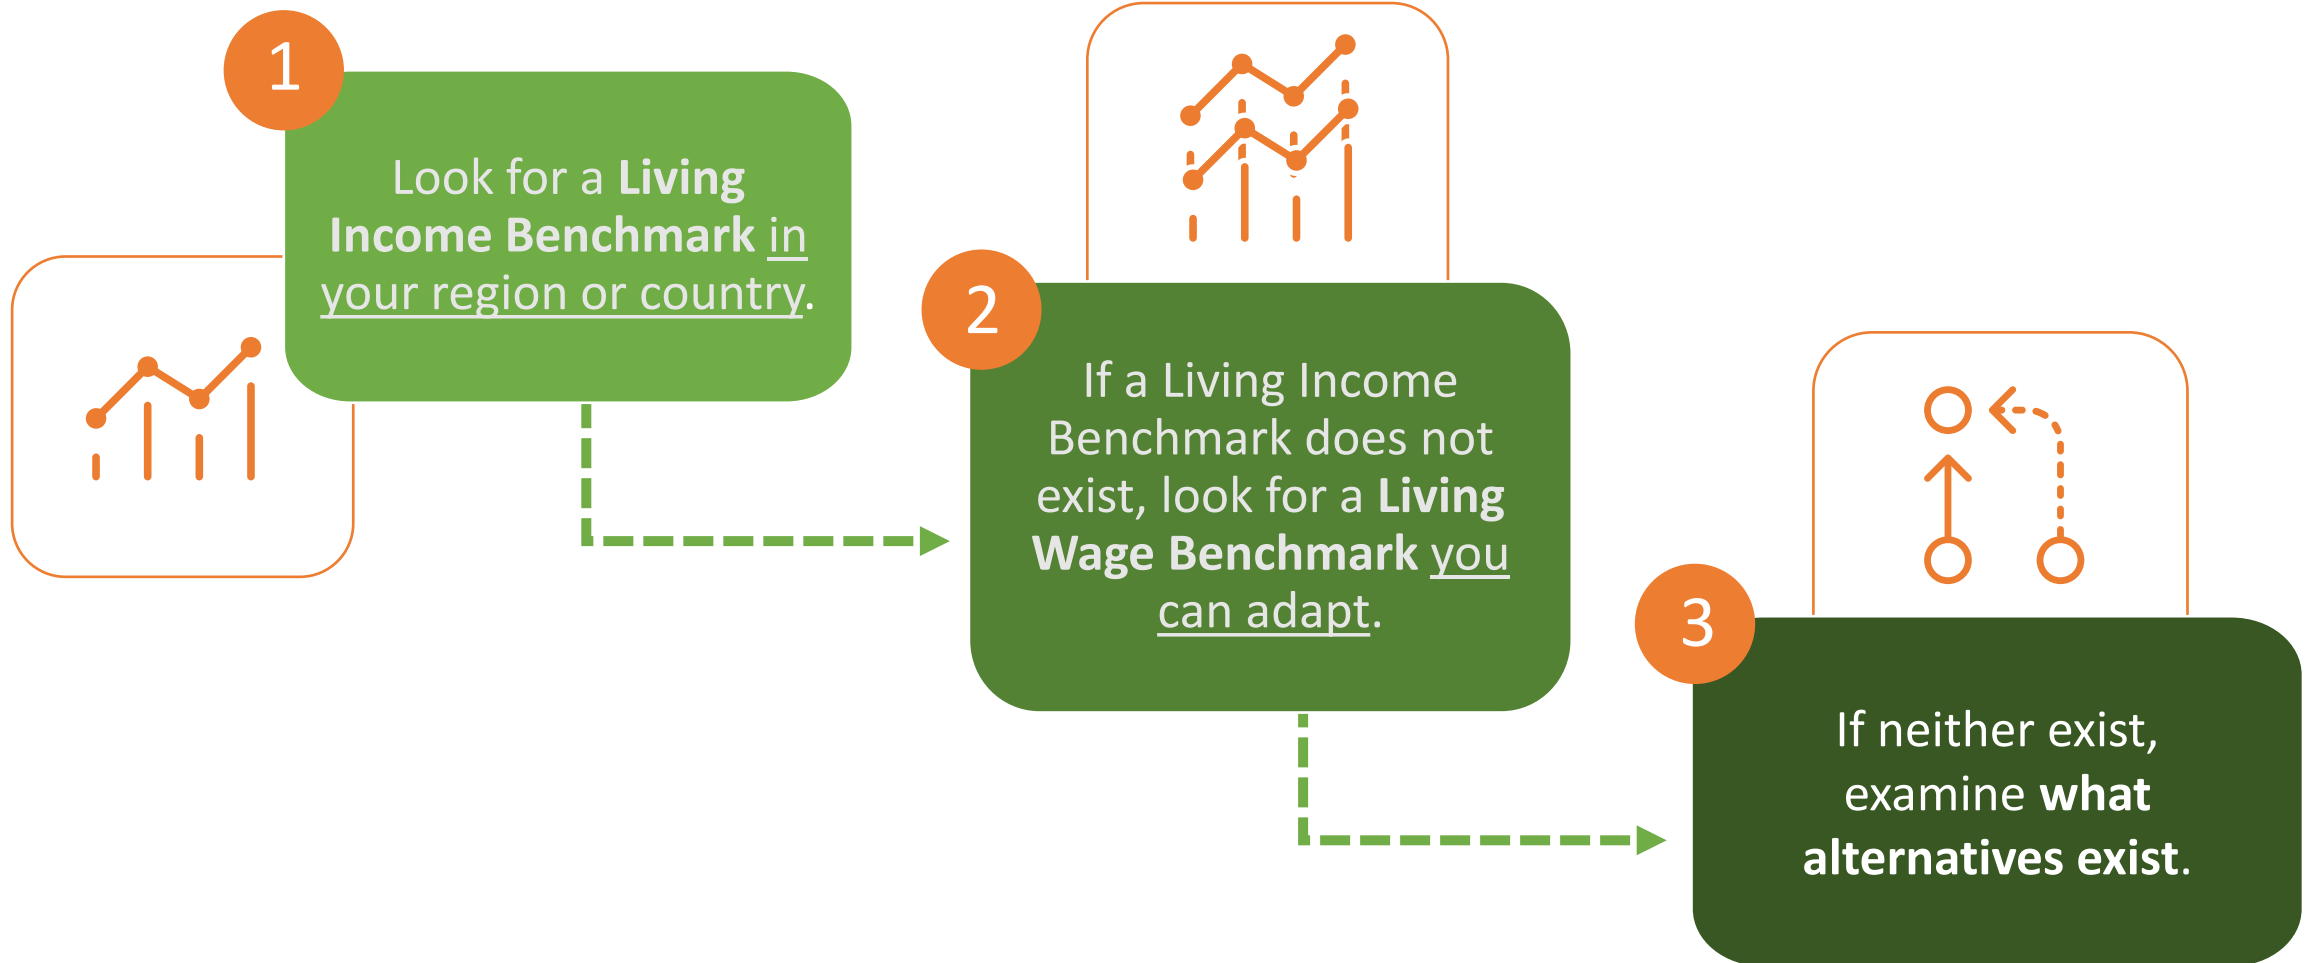 1
Look for a Living
Income Benchmark in
your region or country.
2
If a Living Income
Benchmark does not
exist, look for a Living
Wage Benchmark you
can adapt.
3
If neither exist,
examine what
alternatives exist.